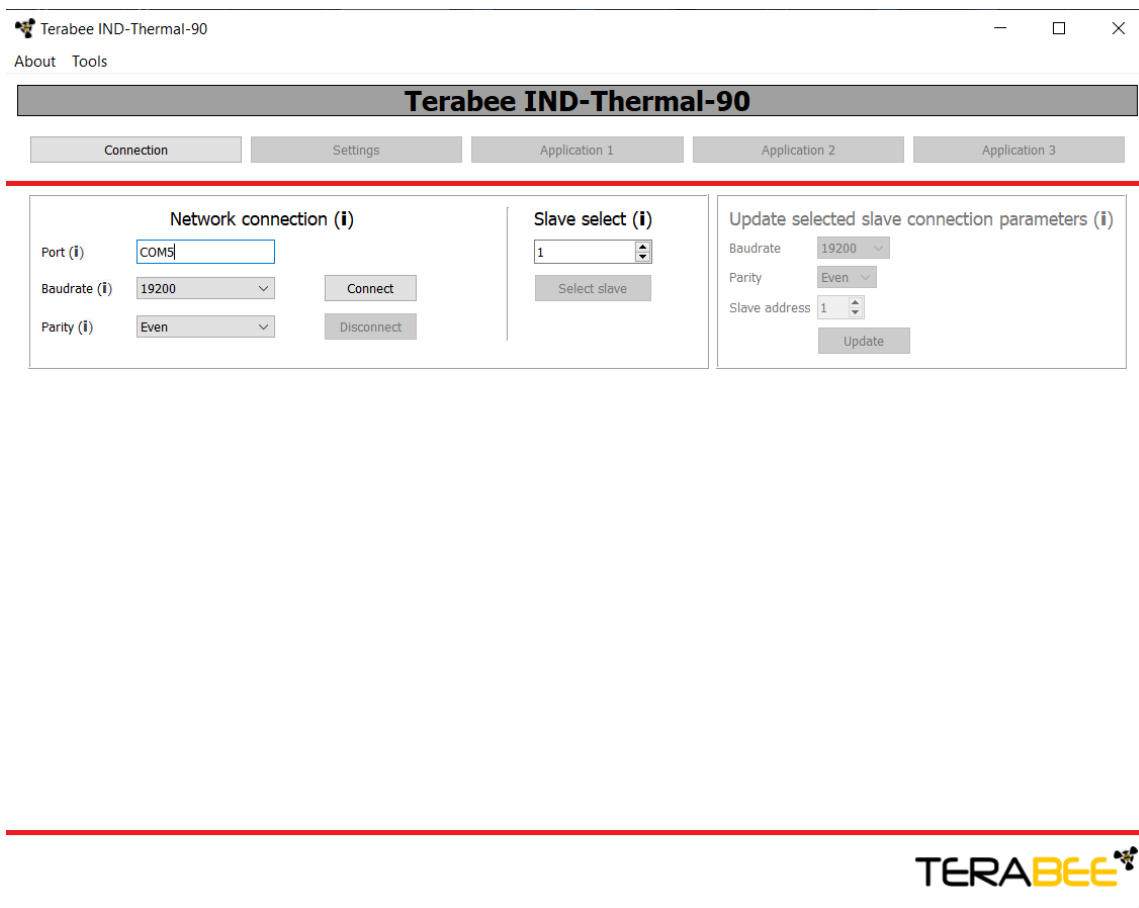 Terabee IND-Thermal-90
About Tools
Terabee IND-Thermal-90
Connection Settings Application 1 Application 2 Application 3
Network connection (i)
Port (i) COM5
Baudrate (i) 19200 Connect
Parity (i) Even Disconnect
Slave select (i)
1
Select slave
Update selected slave connection parameters (i)
Baudrate 19200
Parity Even
Slave address 1
Update
TERABEE